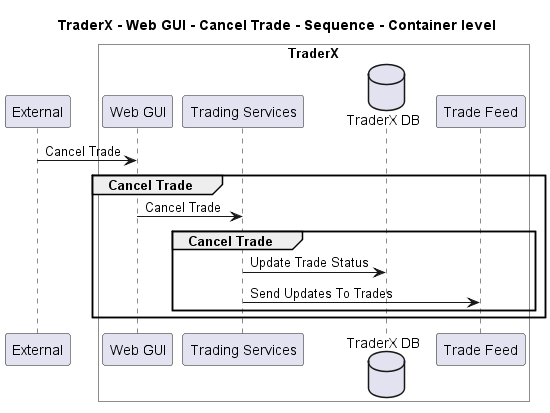 TraderX - Web GUI - Cancel Trade - Sequence - Container level
TraderX
External
Web GUI
Trading Services
TraderX DB
Trade Feed
Cancel Trade
Cancel Trade
Cancel Trade
Cancel Trade
Update Trade Status
Send Updates To Trades
External
Web GUI
Trading Services
TraderX DB
Trade Feed